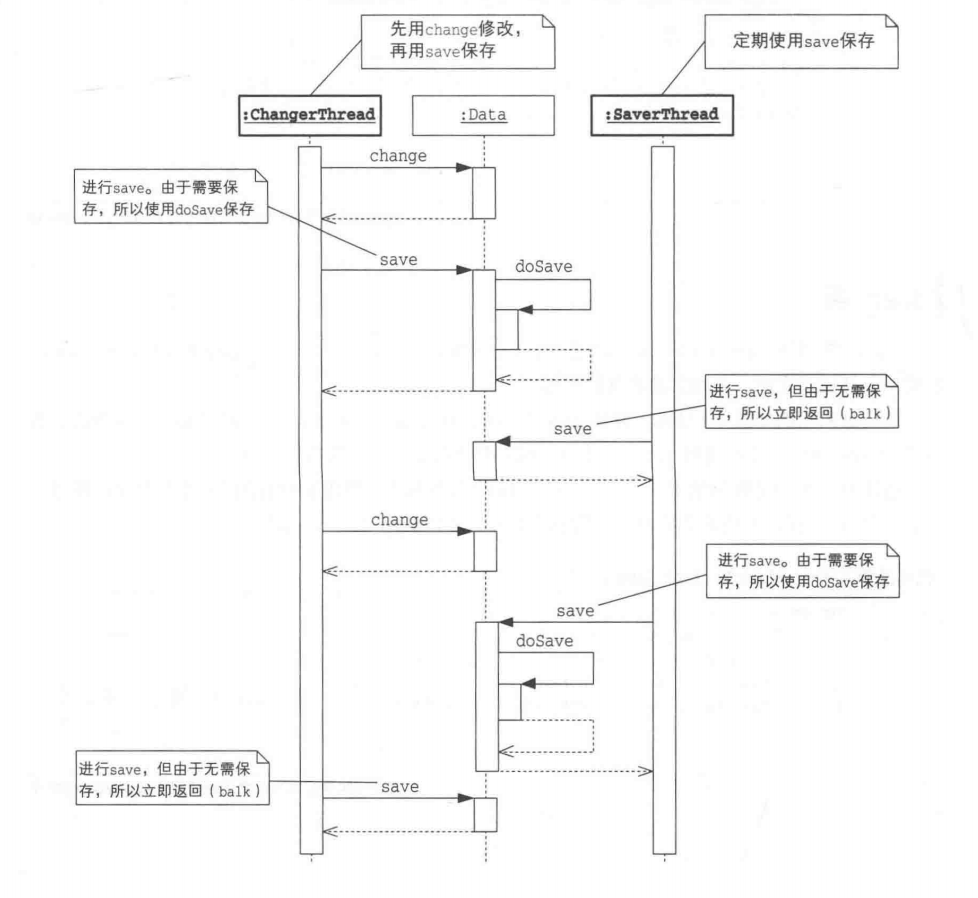 先用change修改，
再用save保存
定期使用save保存
:ChangerThread
:Data
:SaverThread
change
进行save。由于需要保
存，所以使用doSave保存
save
doSave
进行save，但由于无需保
存，所以立即返回（balk）
save
change
进行save。由于需要保
存，所以使用doSave保存
save
doSave
进行save，但由于无需保
存，所以立即返回（balk）
save